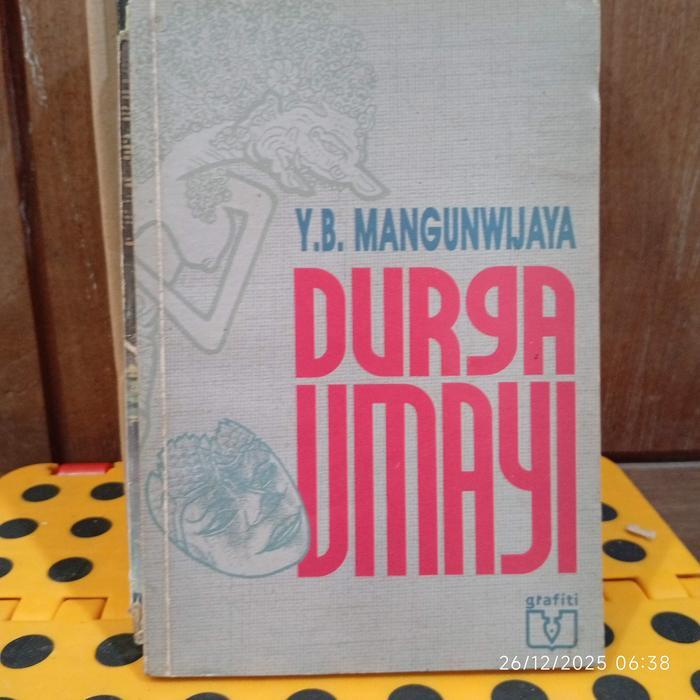 Y.B. MANGUNWIJAYA
DURGA
UMAYI
grafiti
26/12/2025 06:38